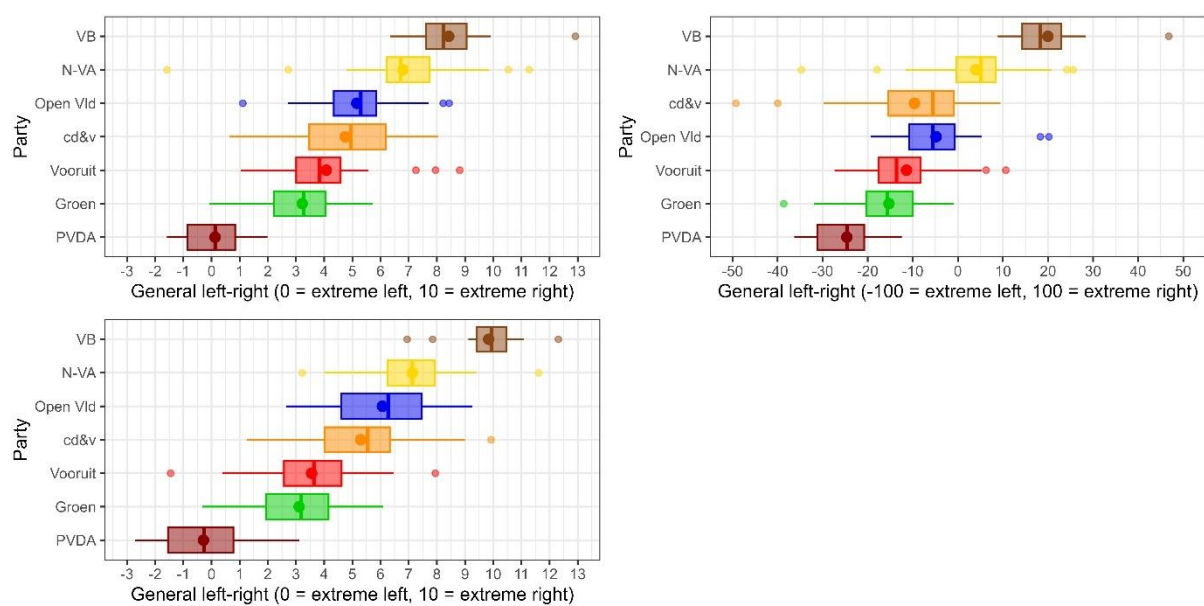 Party
VB
N-VA
Open Vld
cd&v
Vooruit
Groen
PVDA
-3 -2 -1 0 1 2 3 4 5 6 7 8 9 10 11 12 13
General left-right (0 = extreme left, 10 = extreme right)
Party
VB
N-VA
cd&v
Open Vld
Vooruit
Groen
PVDA
-50 -40 -30 -20 -10 0 10 20 30 40 50
General left-right (-100 = extreme left, 100 = extreme right)
Party
VB
N-VA
Open Vld
cd&v
Vooruit
Groen
PVDA
-3 -2 -1 0 1 2 3 4 5 6 7 8 9 10 11 12 13
General left-right (0 = extreme left, 10 = extreme right)